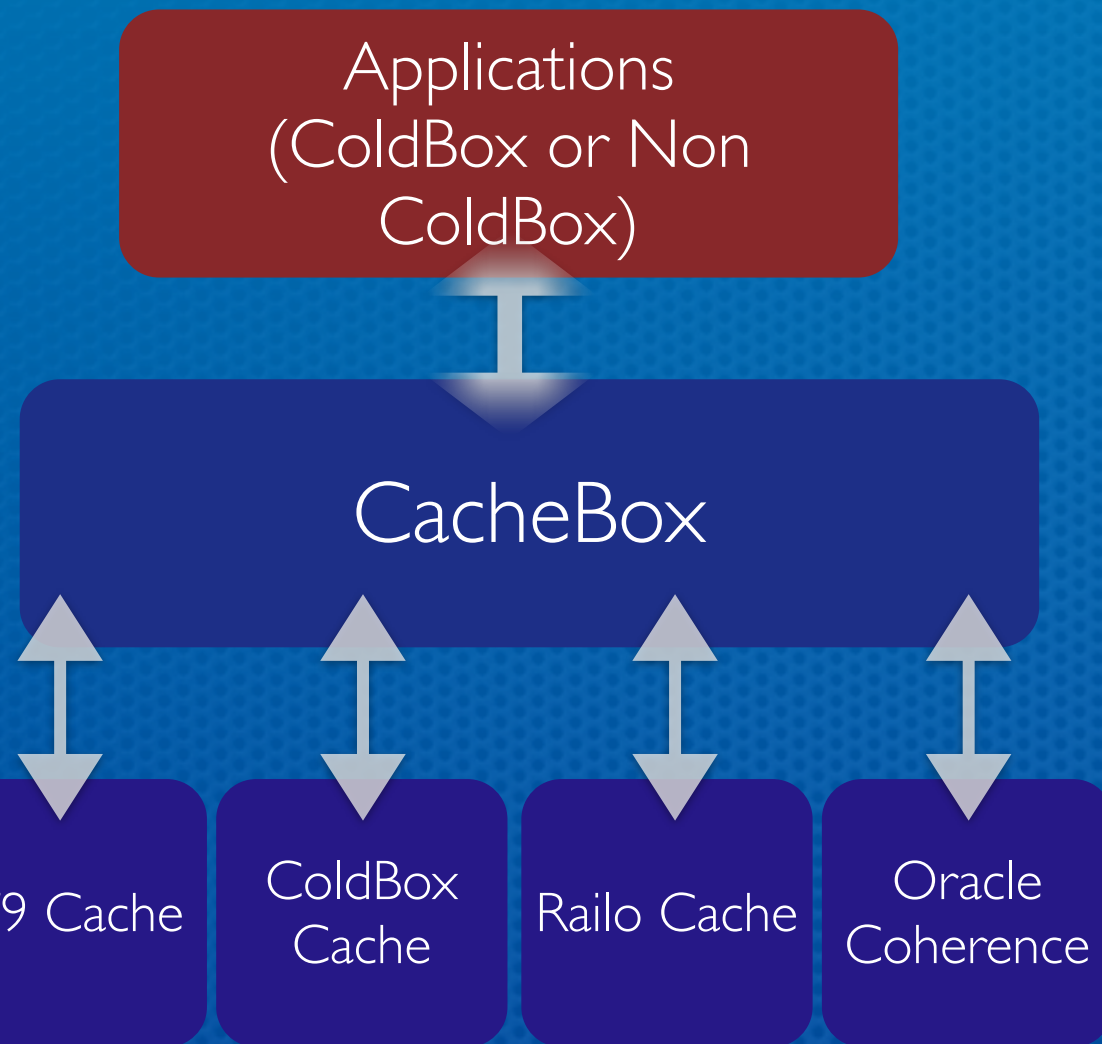 Applications
(ColdBox or Non
ColdBox)
CacheBox
9 Cache
ColdBox
Cache
Railo Cache
Oracle
Coherence